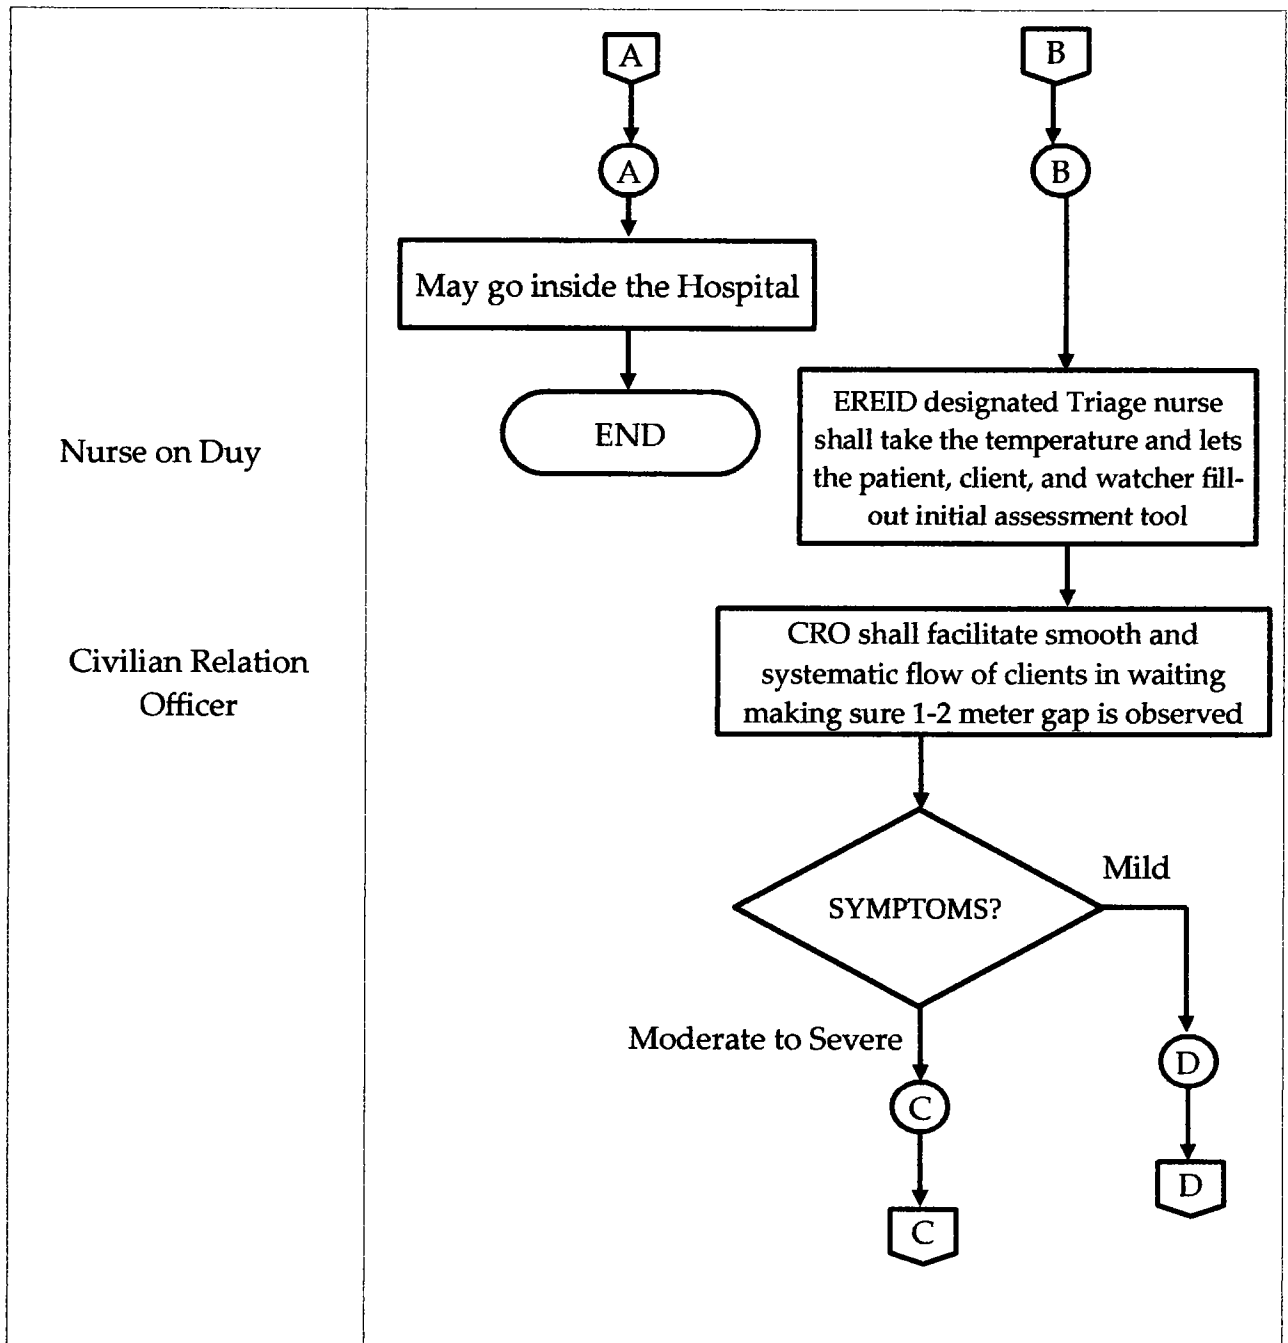 A
B
A
B
May go inside the Hospital
END
Nurse on Duy
EREID designated Triage nurse
shall take the temperature and lets
the patient, client, and watcher fill-
out initial assessment tool
Civilian Relation
Officer
CRO shall facilitate smooth and
systematic flow of clients in waiting
making sure 1-2 meter gap is observed
SYMPTOMS?
Mild
Moderate to Severe
D
C
D
C